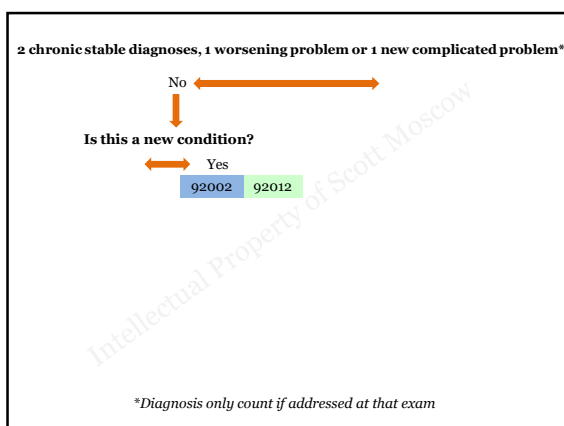 2 chronic stable diagnoses, 1 worsening problem or 1 new complicated problem*
No
Is this a new condition?
Yes
92002 92012
Intellectual Property of Scott Moscow
*Diagnosis only count if addressed at that exam